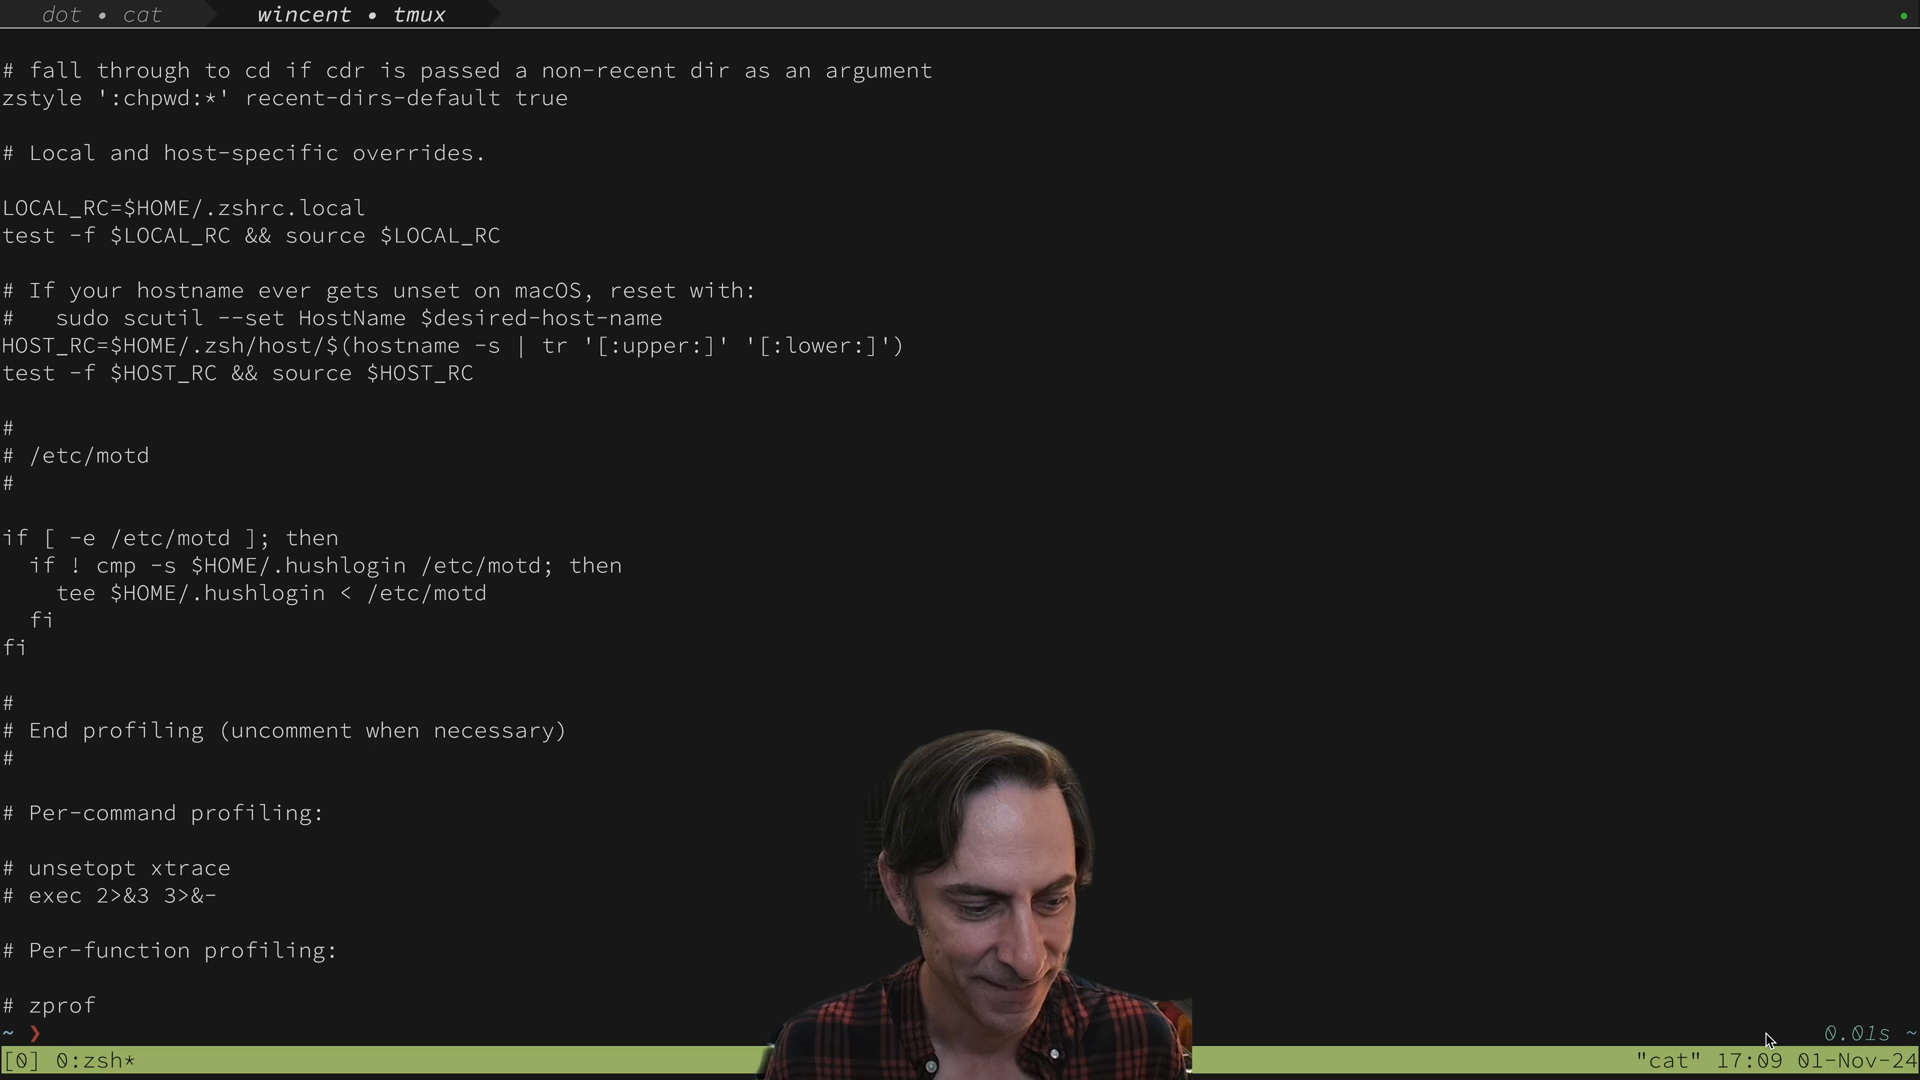 dot • cat
wincent • tmux
# fall through to cd if cdr is passed a non-recent dir as an argument
zstyle ':chpwd:*' recent-dirs-default true
# Local and host-specific overrides.
LOCAL_RC=$HOME/.zshrc.local
test -f $LOCAL_RC && source $LOCAL_RC
# If your hostname ever gets unset on macOS, reset with:
#   sudo scutil --set HostName $desired-host-name
HOST_RC=$HOME/.zsh/host/$(hostname -s | tr '[:upper:]' '[:lower:]')
test -f $HOST_RC && source $HOST_RC
#
# /etc/motd
#
if [ -e /etc/motd ]; then
  if ! cmp -s $HOME/.hushlogin /etc/motd; then
    tee $HOME/.hushlogin < /etc/motd
  fi
fi
#
# End profiling (uncomment when necessary)
#
# Per-command profiling:
# unsetopt xtrace
# exec 2>&3 3>&-
# Per-function profiling:
# zprof
~ ❯
0.01s ~
[0] 0:zsh*
"cat" 17:09 01-Nov-24